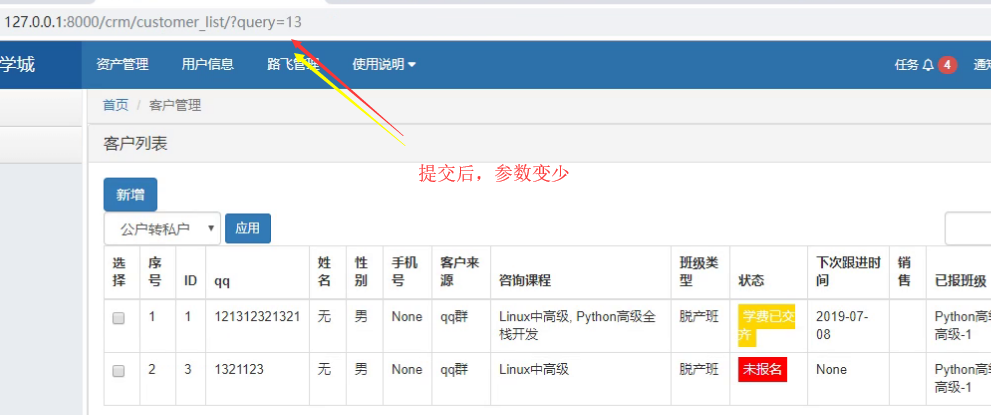 127.0.0.1:8000/crm/customer_list/?query=13
学城 资产管理 用户信息 路飞管理 使用说明 任务 4 通知
首页 / 客户管理
客户列表
提交后，参数变少
新增
公户转私户 应用
选择 序号 ID qq 姓名 性别 手机号 客户来源 咨询课程 班级类型 状态 下次跟进时间 销售 已报班级
1 1 121312321321 无 男 None qq群 Linux中高级, Python高级全栈开发 脱产班 学费已交齐 2019-07-08 Python高 高级-1
2 3 1321123 无 男 None qq群 Linux中高级 脱产班 未报名 None Python高 高级-1